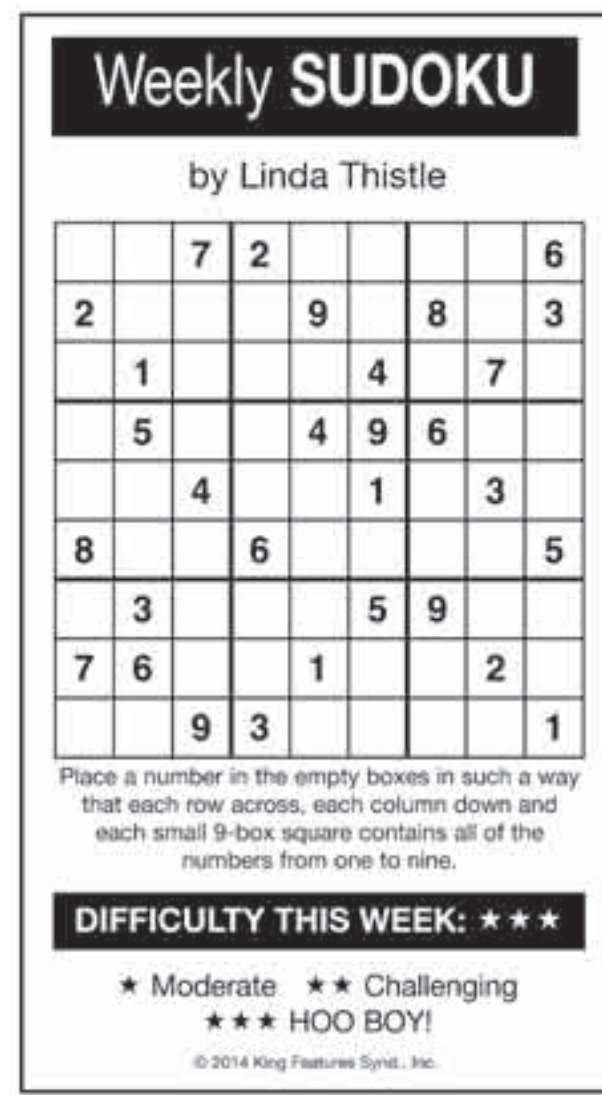 Weekly SUDOKU
by Linda Thistle
7 2 6
2 9 8 3
1 4 7
5 4 9 6
4 1 3
8 6 5
3 5 9
7 6 1 2
9 3 1
Place a number in the empty boxes in such a way
that each row across, each column down and
each small 9-box square contains all of the
numbers from one to nine.
DIFFICULTY THIS WEEK: ★ ★ ★
★ Moderate ★ ★ Challenging
★ ★ ★ HOO BOY!
© 2014 King Features Synd., Inc.